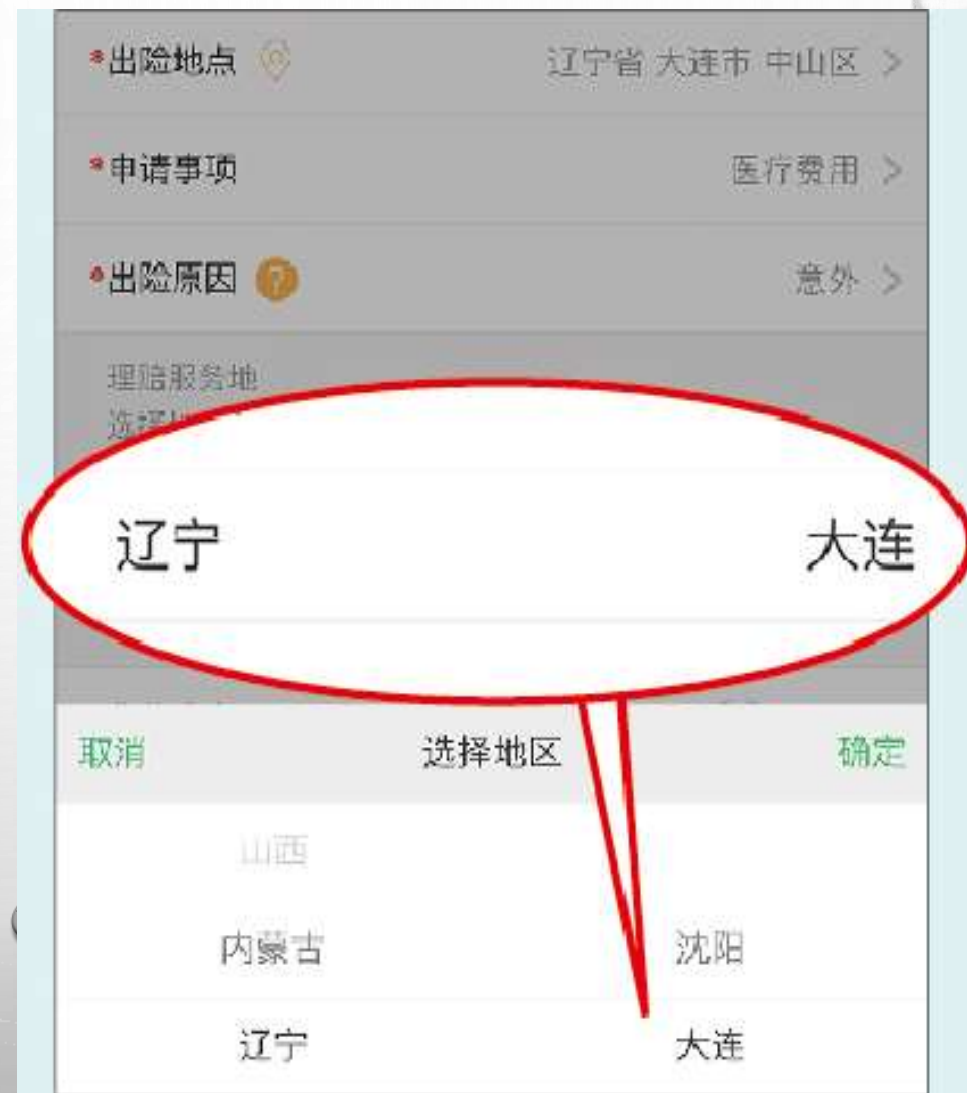 *出险地点 辽宁省 大连市 中山区 >
*申请事项 医疗费用 >
*出险原因 ? 意外 >
理赔服务地
选择
辽宁 大连
取消 选择地区 确定
山西
内蒙古 沈阳
辽宁 大连